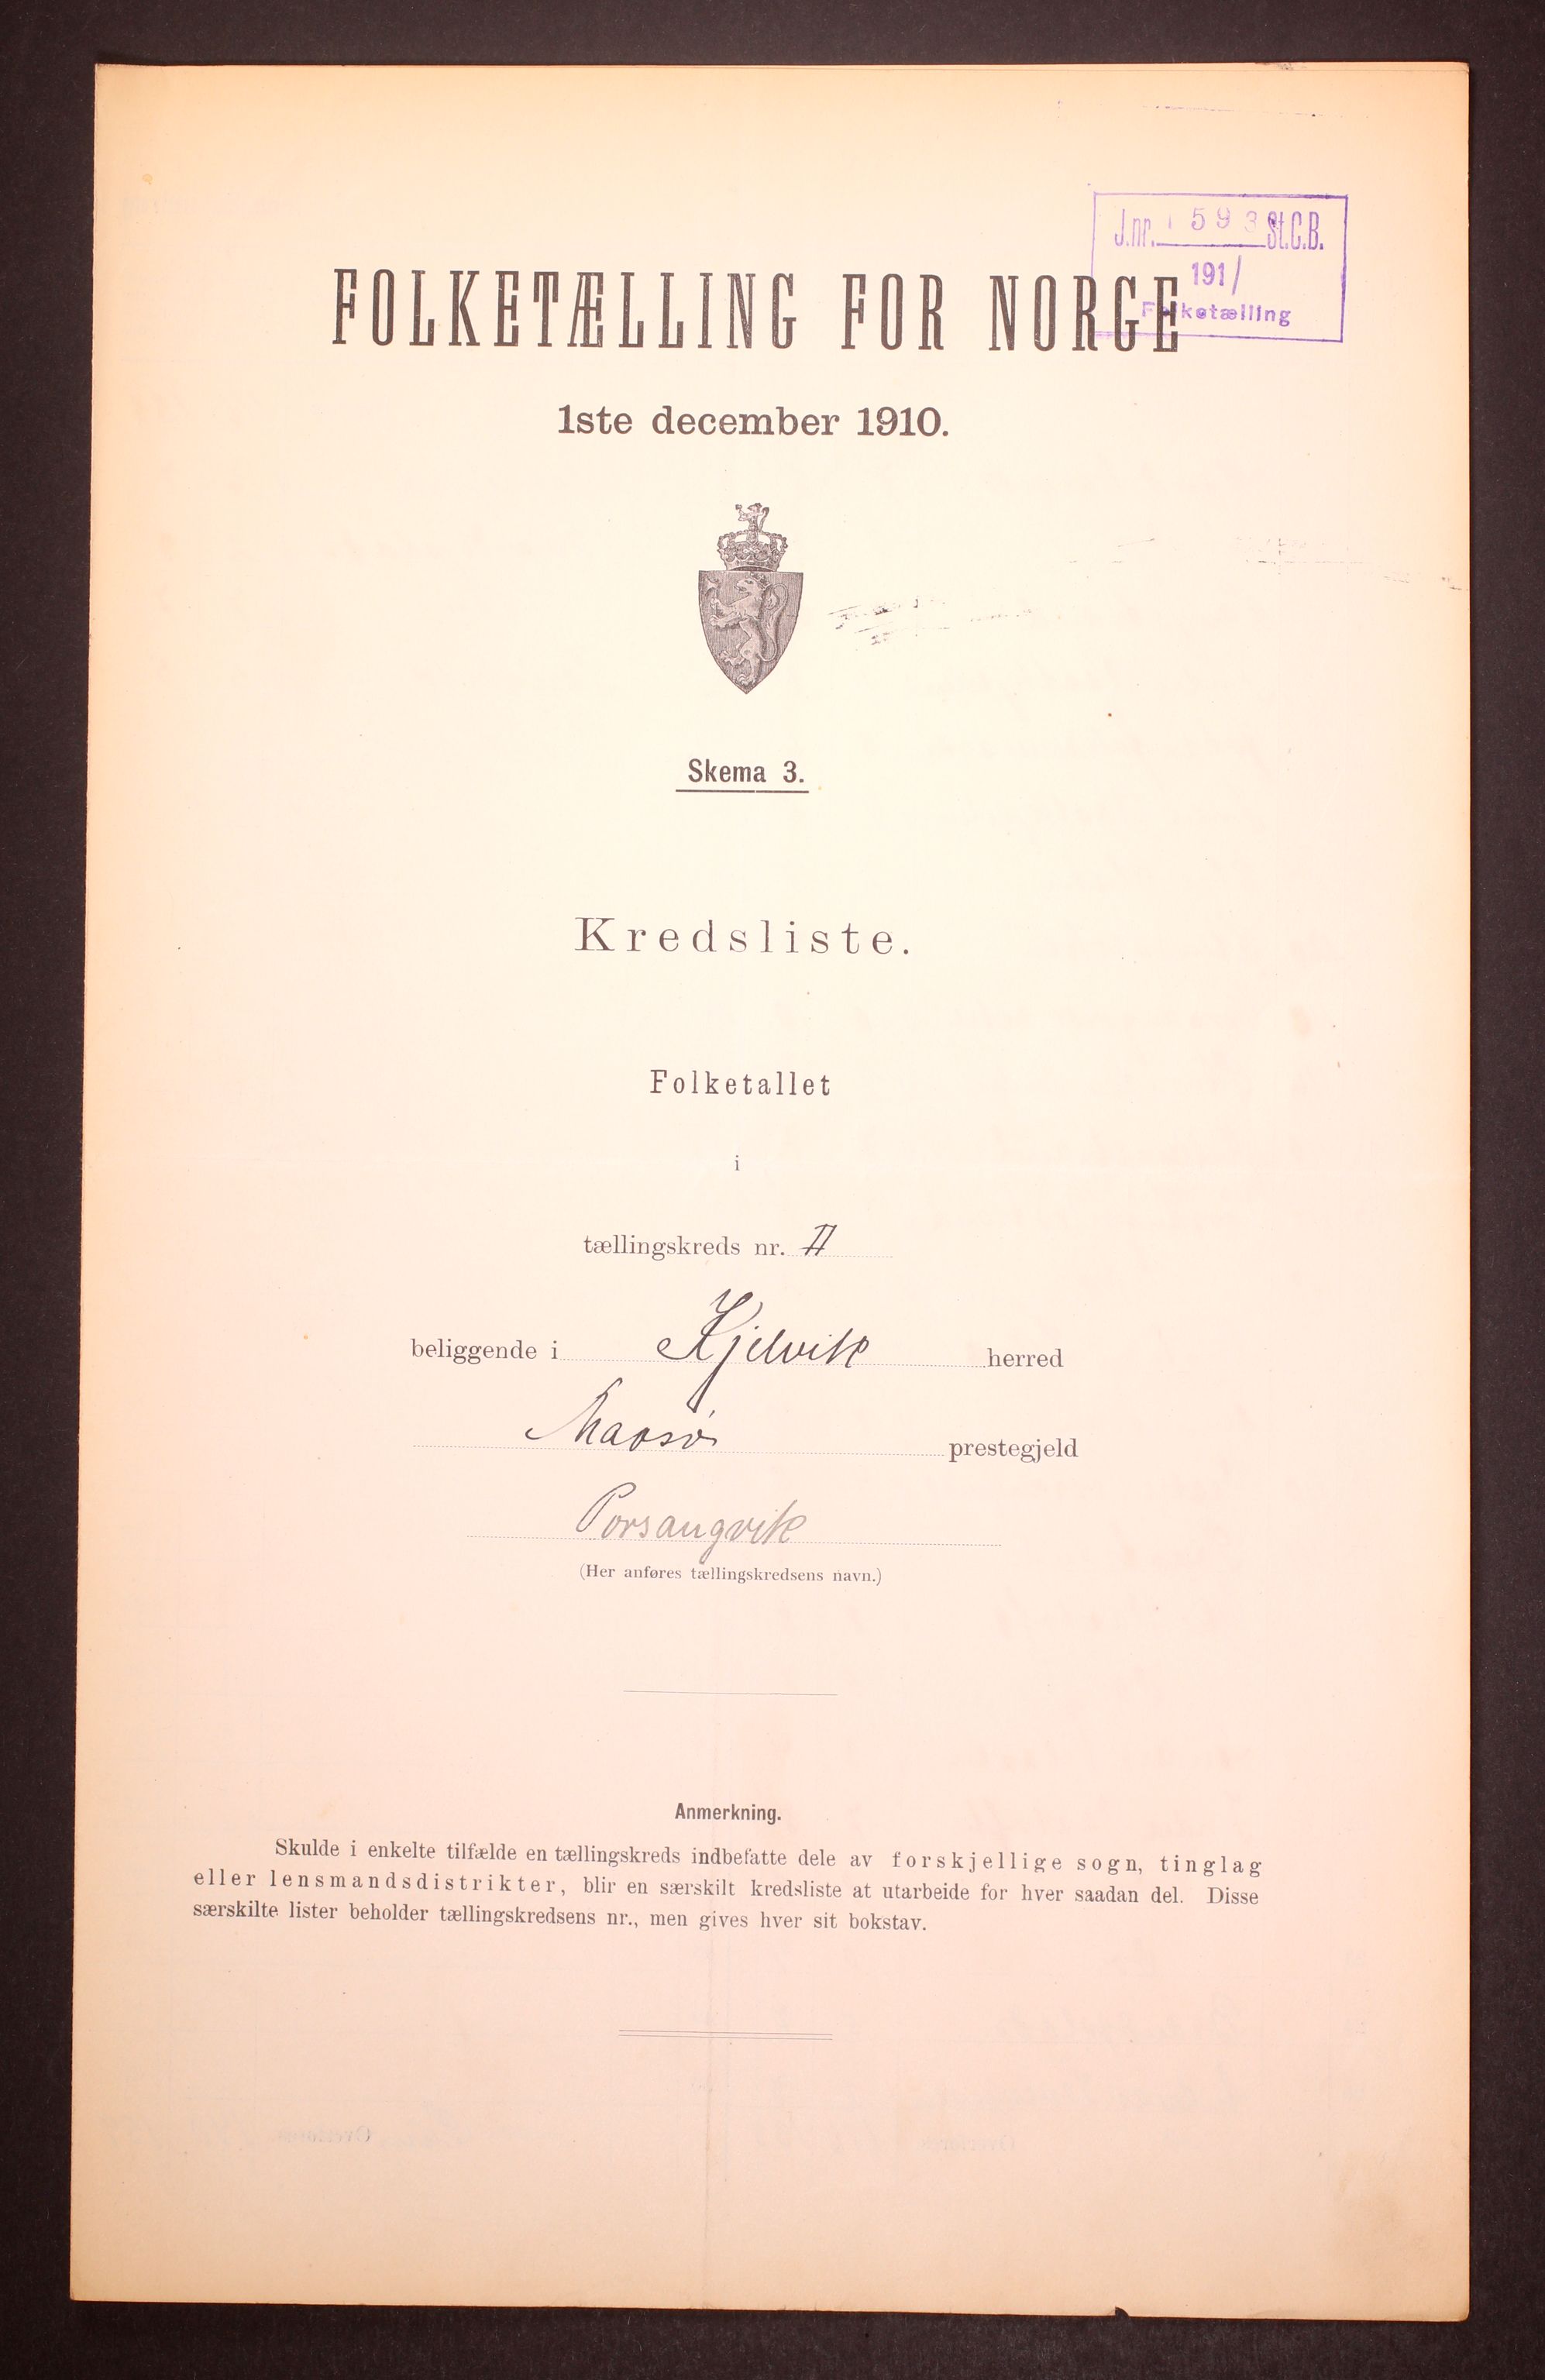 J.nr. 1593 St.C.B.
191/
Folketælling
FOLKETÆLLING FOR NORGE
1ste december 1910.
Skema 3.
Kredsliste.
Folketallet
i
tællingskreds nr. II
beliggende i Kjelvik herred
Maasø prestegjeld
Porsangvik
(Her anføres tællingskredsens navn.)
Anmerkning.
Skulde i enkelte tilfælde en tællingskreds indbefatte dele av forskjellige sogn, tinglag
eller lensmandsdistrikter, blir en særskilt kredsliste at utarbeide for hver saadan del. Disse
særskilte lister beholder tællingskredsens nr., men gives hver sit bokstav.